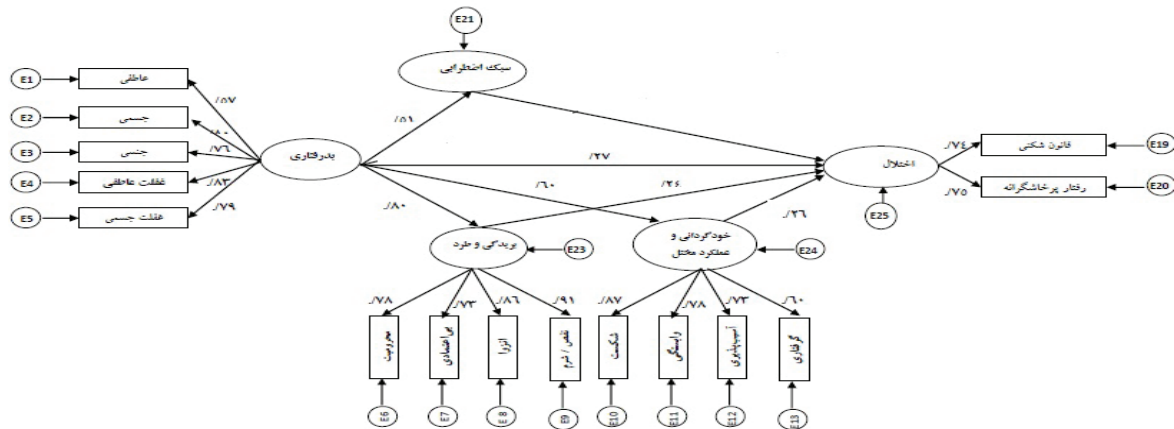 E21
سبک اضطرابی
E1
عاطفی
./۵۷
E2
جسمی
./۸۰
E3
جنسی
./۷۶
E4
غفلت عاطفی
./۸۳
E5
غفلت جسمی
./۷۹
بدرفتاری
./۵۱
./۲۷
./۲۶
./۶۰
./۸۰
./۲۶
اختلال
E25
./۷۴
قانون شکنی
E19
./۷۵
رفتار پرخاشگرانه
E20
بریدگی و طرد
E23
خودگردانی و
عملکرد مختل
E24
./۷۸
./۷۳
./۸۶
./۹۱
./۸۷
./۷۸
./۷۳
./۶۰
محرومیت
بی‌اعتمادی
انزوا
نقص / شرم
شکست
وابستگی
آسیب‌پذیری
گرفتاری
E6
E7
E8
E9
E10
E11
E12
E13